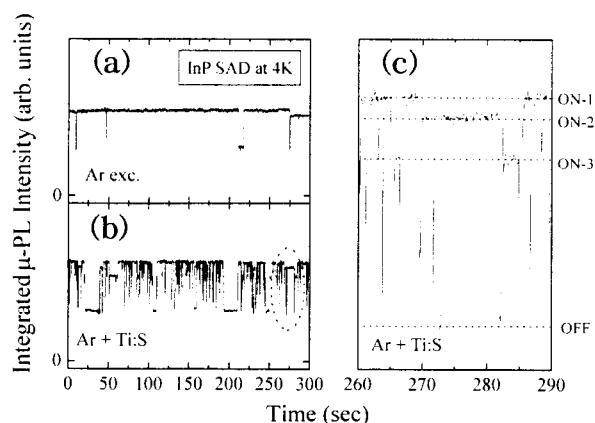 Integrated μ-PL Intensity (arb. units)
(a)
InP SAD at 4K
Ar exc.
0
(b)
Ar + Ti:S
0
0 50 100 150 200 250 300
(c)
ON-1
ON-2
ON-3
OFF
Ar + Ti:S
260 270 280 290
Time (sec)